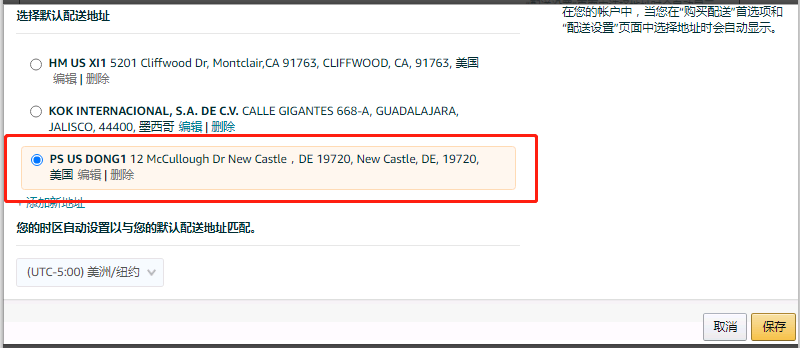 选择默认配送地址
在您的帐户中，当您在“购买配送”首选项和
“配送设置”页面中选择地址时会自动显示。
HM US XI1 5201 Cliffwood Dr, Montclair,CA 91763, CLIFFWOOD, CA, 91763, 美国
编辑 | 删除
KOK INTERNACIONAL, S.A. DE C.V. CALLE GIGANTES 668-A, GUADALAJARA,
JALISCO, 44400, 墨西哥 编辑 | 删除
PS US DONG1 12 McCullough Dr New Castle，DE 19720, New Castle, DE, 19720,
美国 编辑 | 删除
+ 添加新地址
您的时区自动设置以与您的默认配送地址匹配。
(UTC-5:00) 美洲/纽约
取消 保存